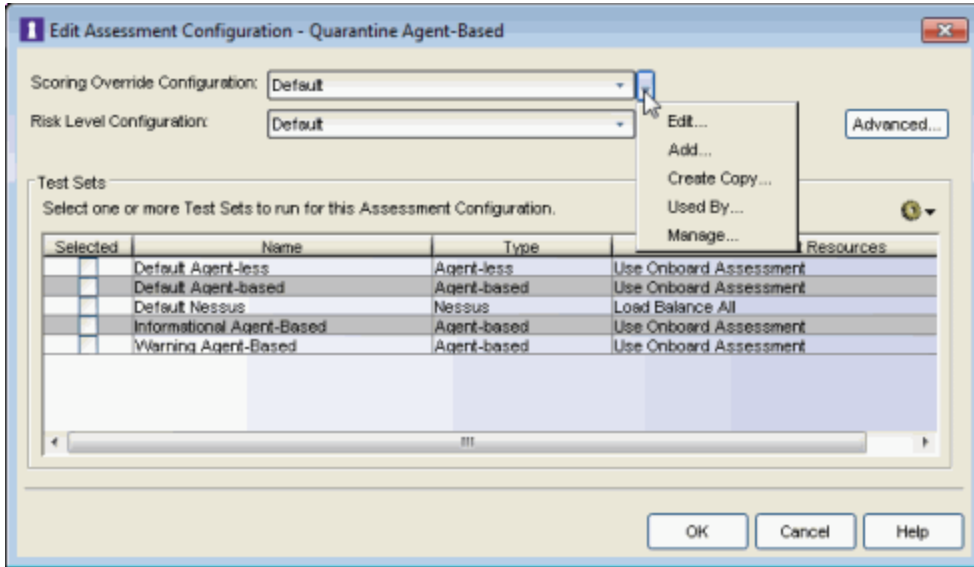 Edit Assessment Configuration - Quarantine Agent-Based
Scoring Override Configuration: Default
Risk Level Configuration: Default
Edit...
Add...
Create Copy...
Used By...
Manage...
Advanced...
Test Sets
Select one or more Test Sets to run for this Assessment Configuration.
Selected Name Type Resources
Default Agent-less Agent-less Use Onboard Assessment
Default Agent-based Agent-based Use Onboard Assessment
Default Nessus Nessus Load Balance All
Informational Agent-Based Agent-based Use Onboard Assessment
Warning Agent-Based Agent-based Use Onboard Assessment
OK Cancel Help